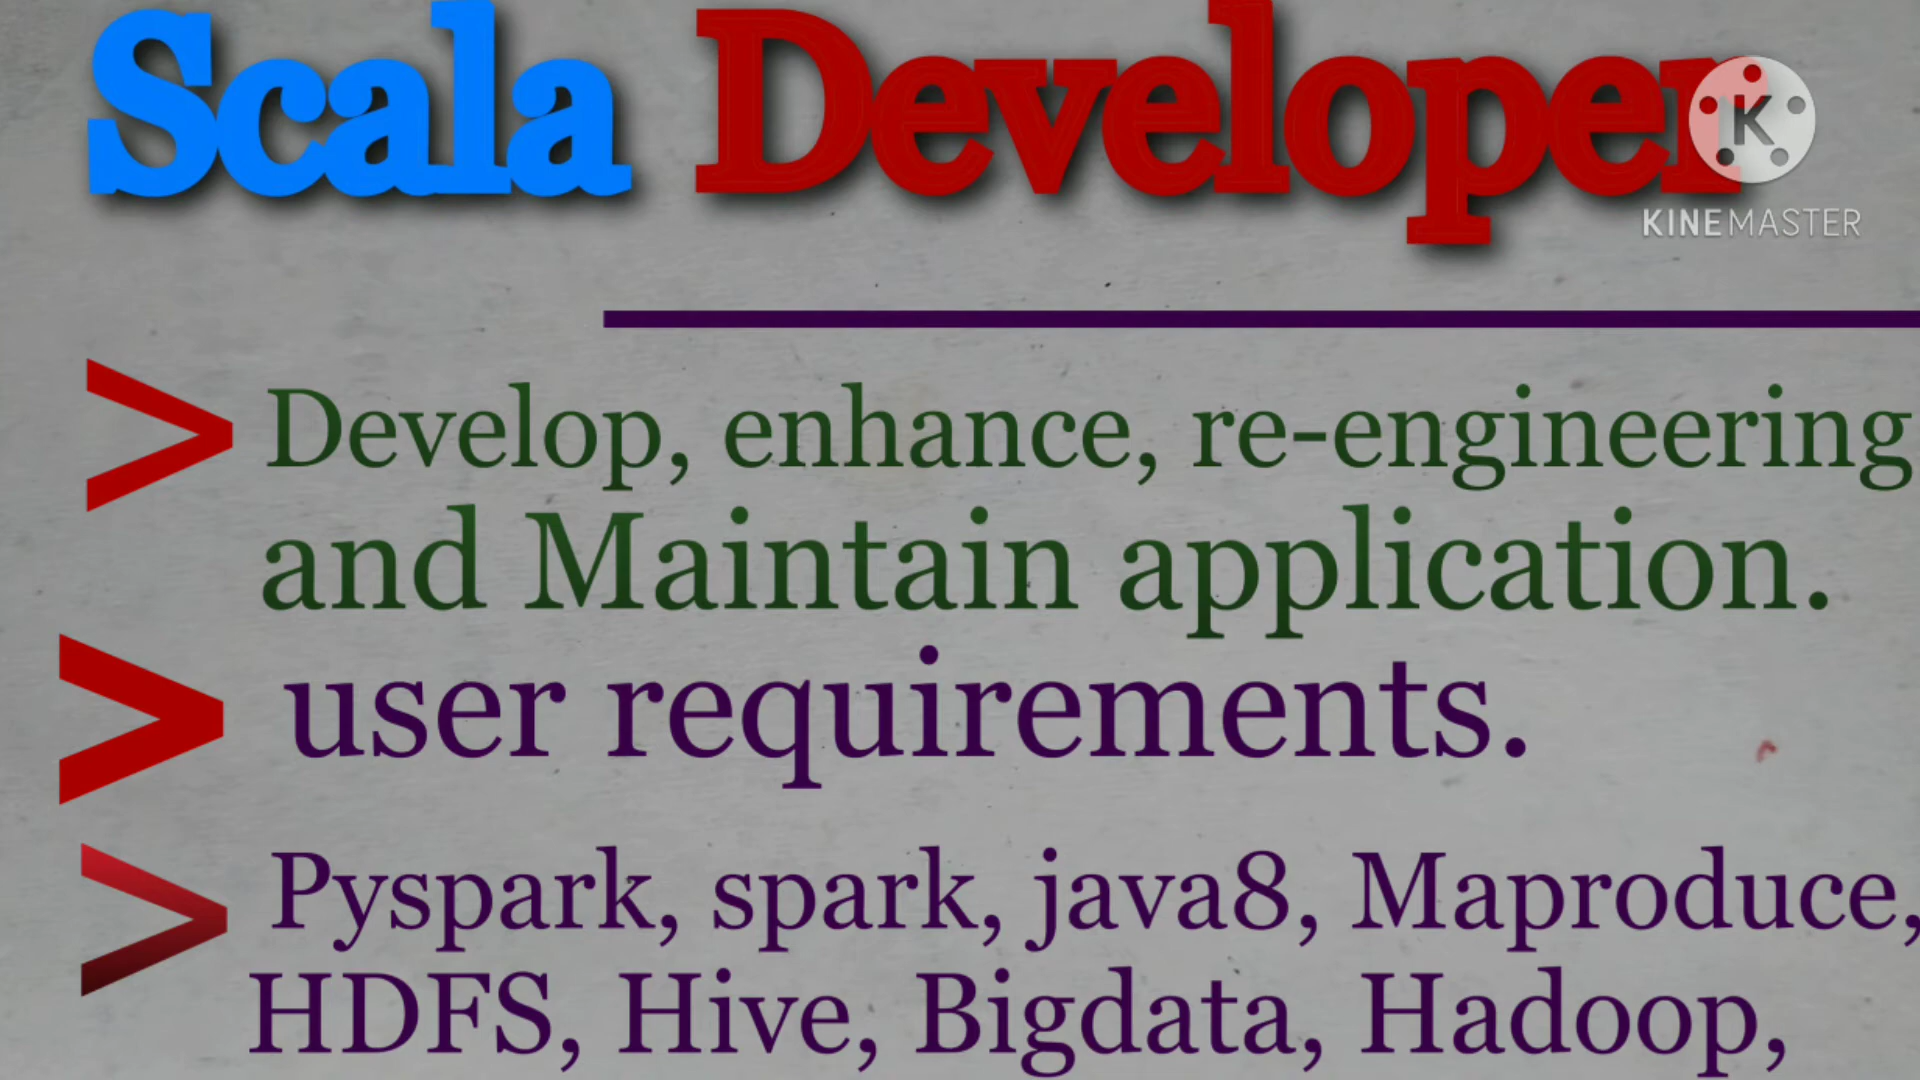 Scala Developer
KINEMASTER
> Develop, enhance, re-engineering
and Maintain application.
> user requirements.
> Pyspark, spark, java8, Maproduce,
HDFS, Hive, Bigdata, Hadoop,